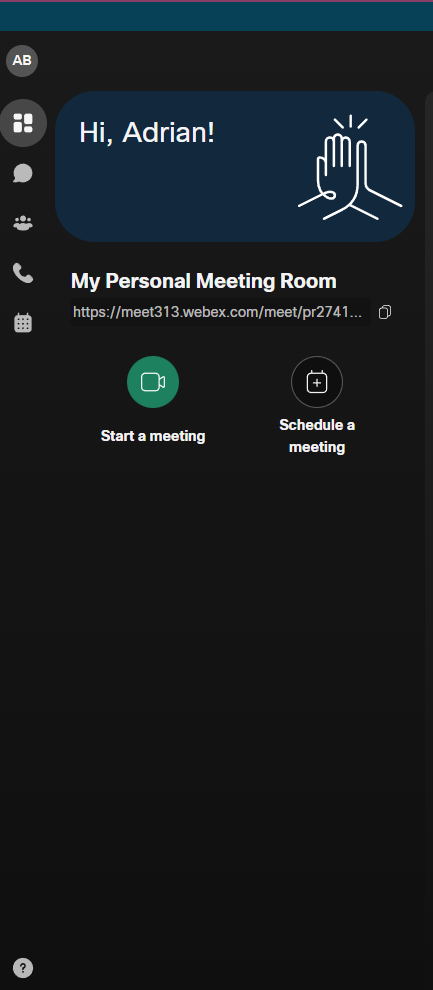 AB
Hi, Adrian!
My Personal Meeting Room
https://meet313.webex.com/meet/pr2741...
Start a meeting
Schedule a
meeting
?